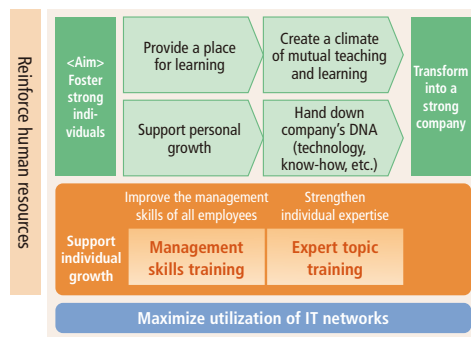 Reinforce human resources
<Aim>
Foster
strong
indi-
viduals
Provide a place
for learning
Create a climate
of mutual teaching
and learning
Support personal
growth
Hand down
company's DNA
(technology,
know-how, etc.)
Transform
into a
strong
company
Support
individual
growth
Improve the management
skills of all employees
Management
skills training
Strengthen
individual expertise
Expert topic
training
Maximize utilization of IT networks